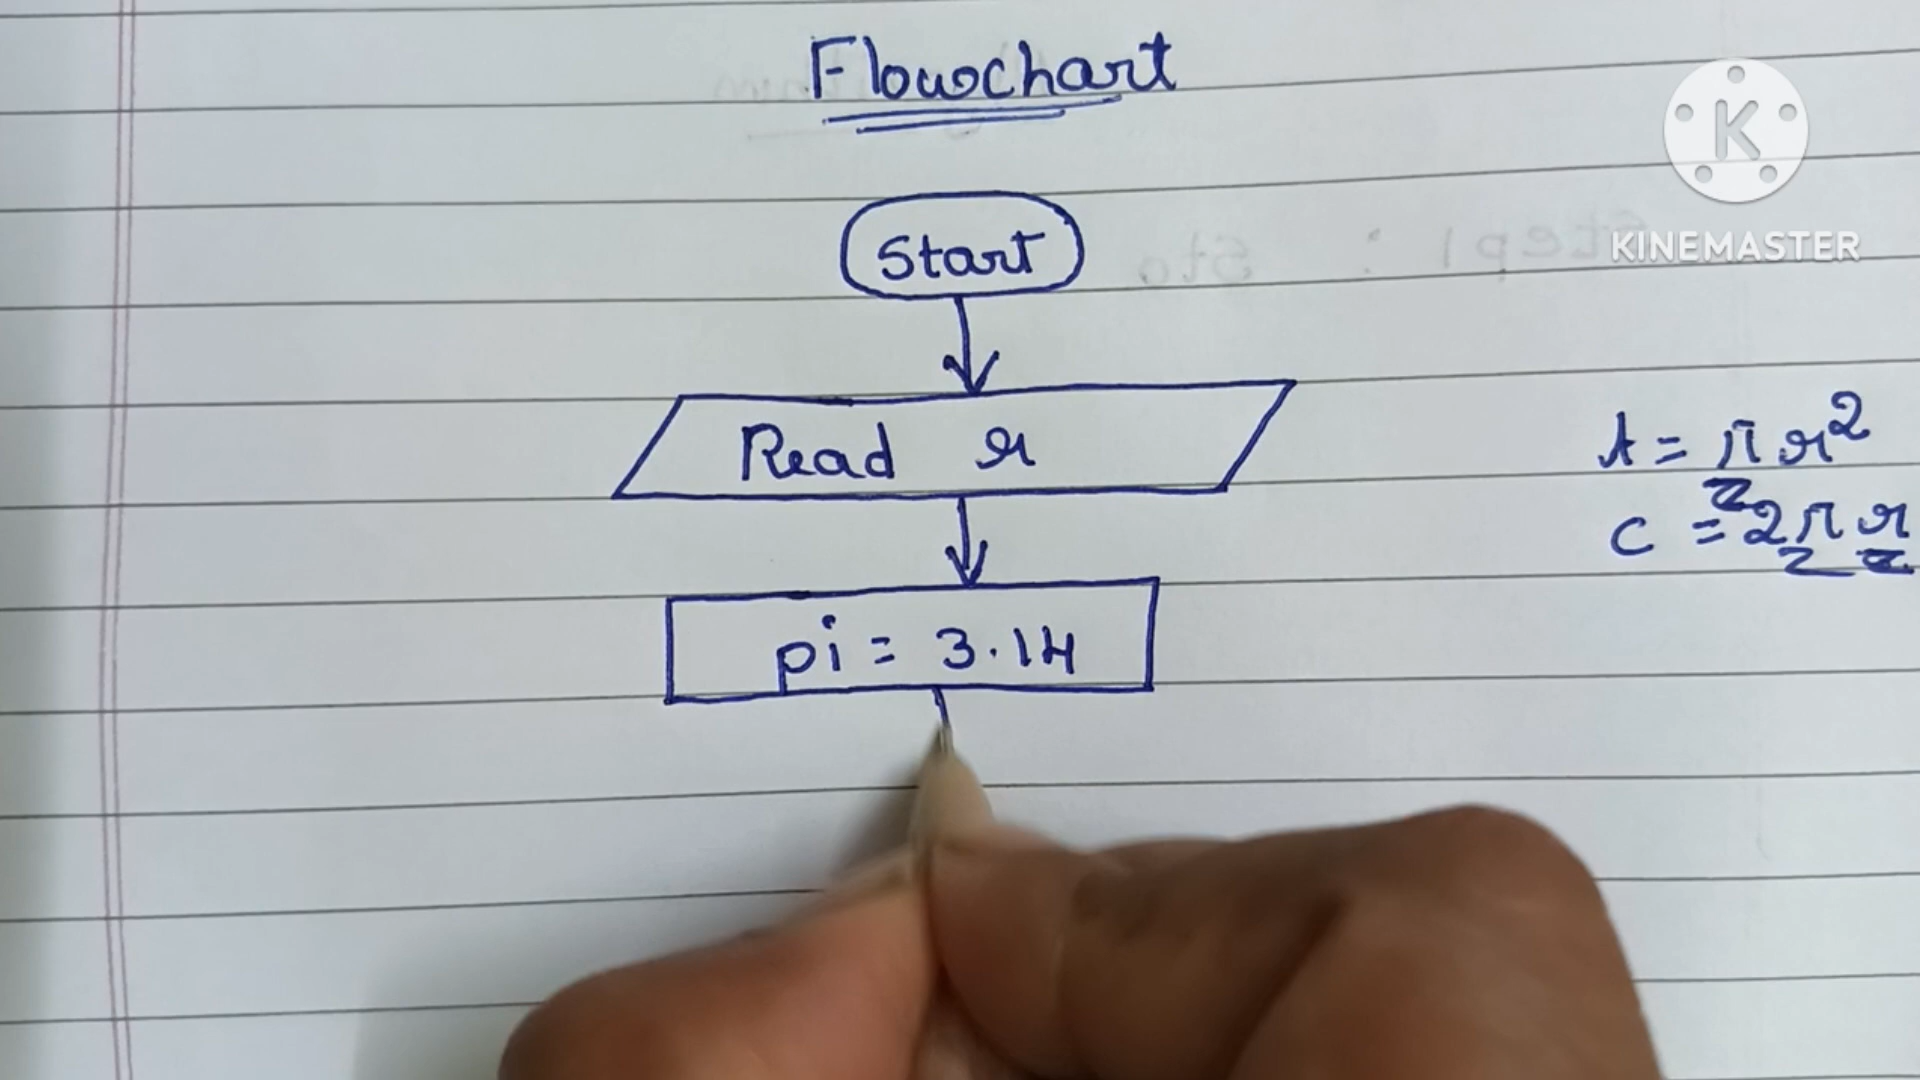 Flowchart
Start
Read r
pi = 3.14
A = πr²
C = 2πr
KINEMASTER